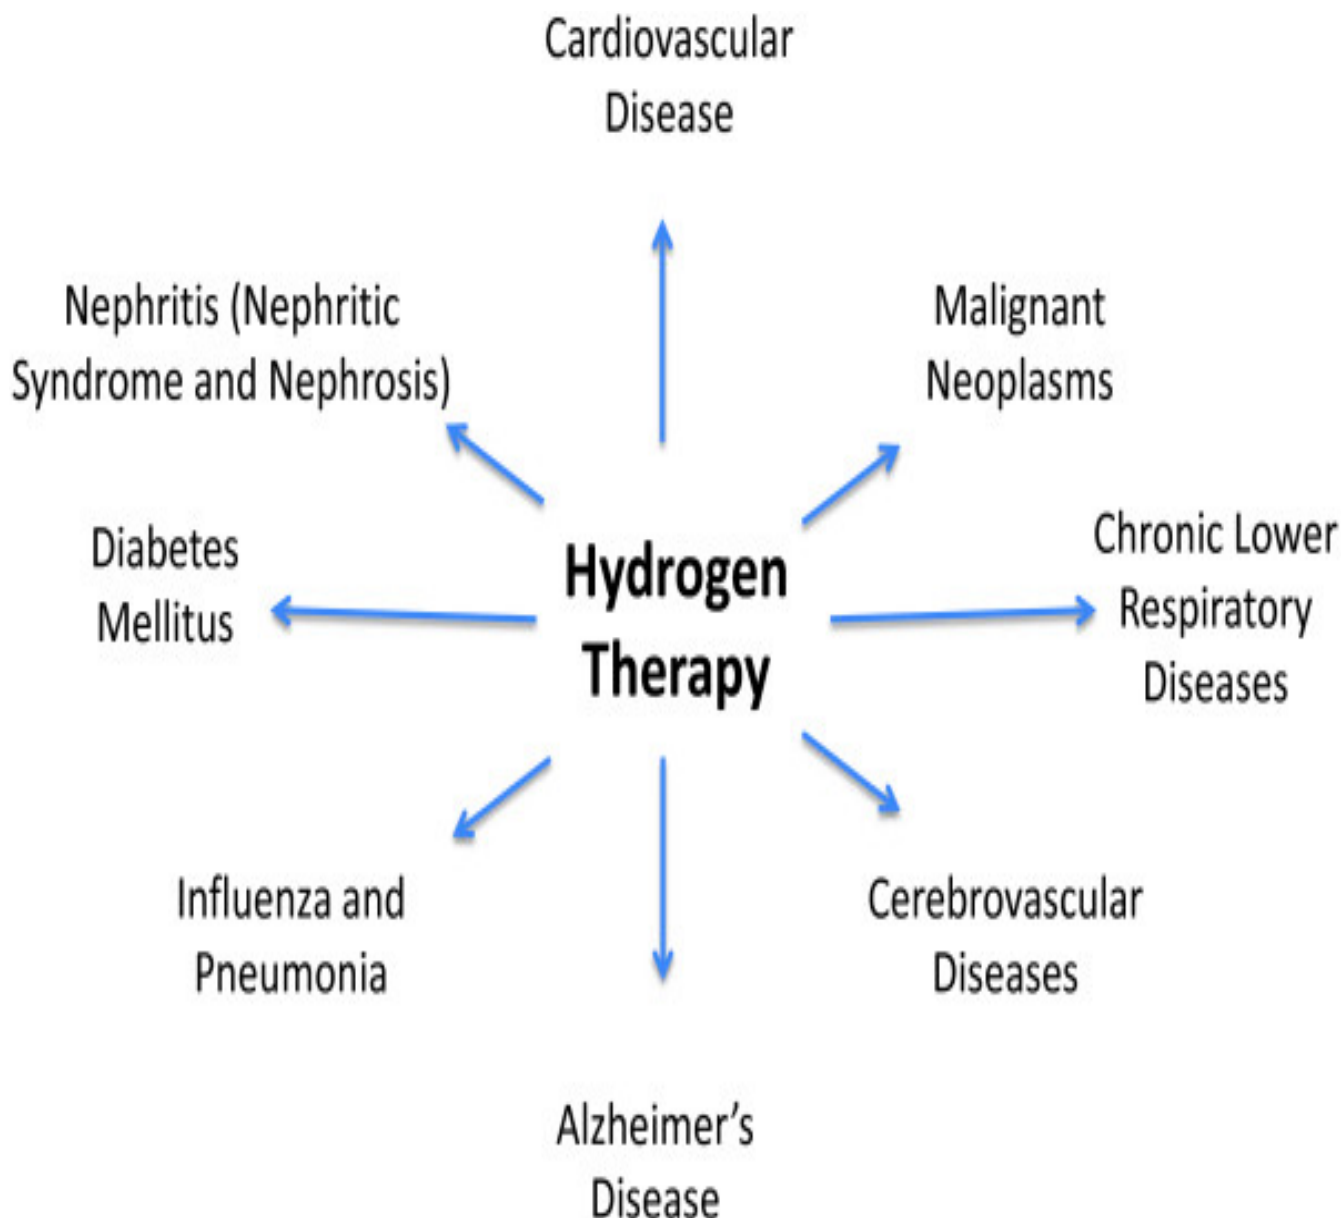 Cardiovascular
Disease
Nephritis (Nephritic
Syndrome and Nephrosis)
Malignant
Neoplasms
Diabetes
Mellitus
Hydrogen
Therapy
Chronic Lower
Respiratory
Diseases
Influenza and
Pneumonia
Cerebrovascular
Diseases
Alzheimer’s
Disease